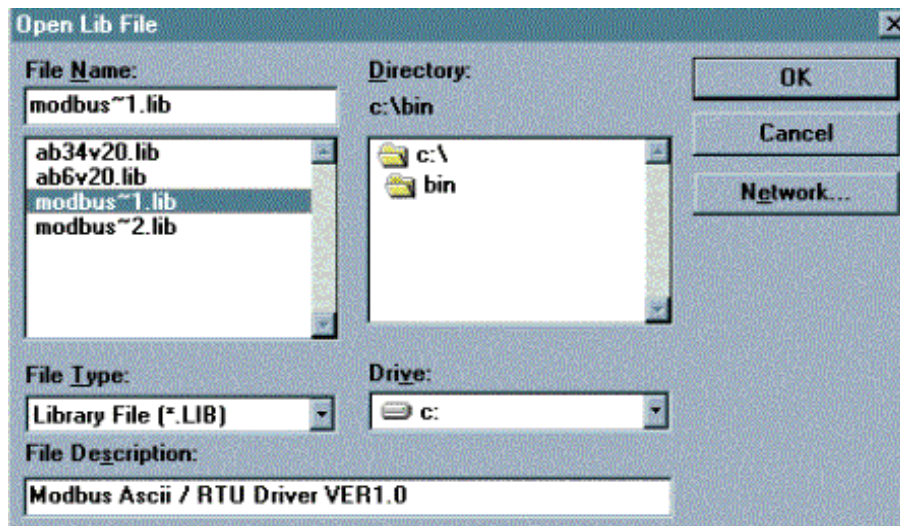 Open Lib File
File Name:
modbus~1.lib
ab34v20.lib
ab6v20.lib
modbus~1.lib
modbus~2.lib
Directory:
c:\bin
c:\
bin
OK
Cancel
Network...
File Type:
Library File (*.LIB)
Drive:
c:
File Description:
Modbus Ascii / RTU Driver VER1.0